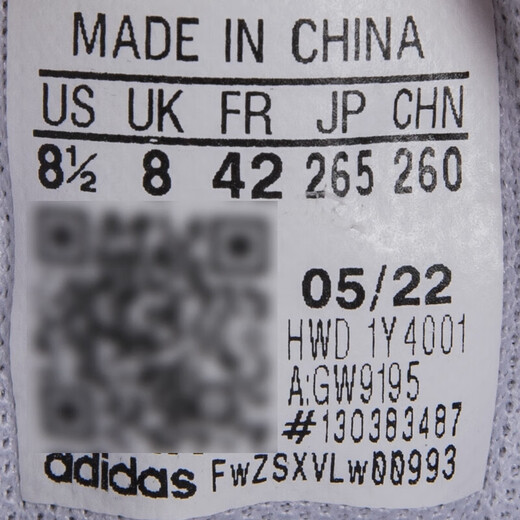 MADE IN CHINA
US UK FR JP CHN
8½ 8 42 265 260
05/22
HWD 1Y4001
A:GW9195
#130383487
adidas FWZSXVLW00993